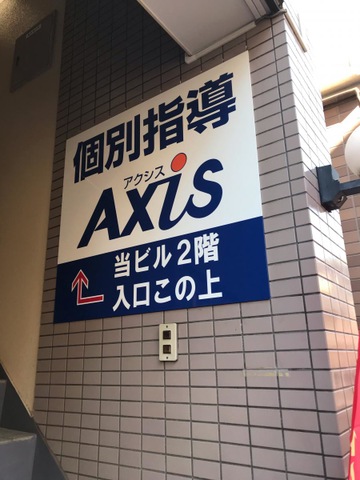 個別指導
アクシス
Axis
当ビル2階
入口この上